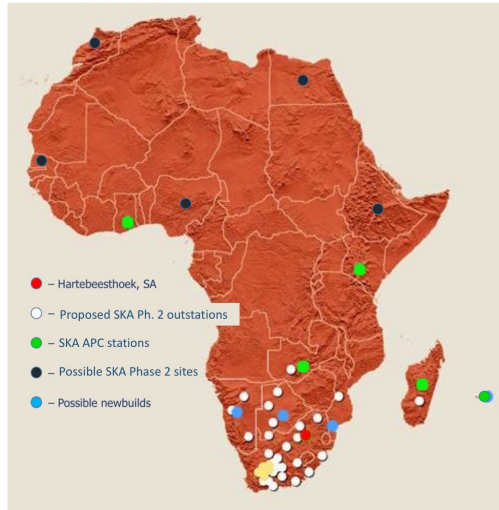 – Hartebeesthoek, SA
– Proposed SKA Ph. 2 outstations
– SKA APC stations
– Possible SKA Phase 2 sites
– Possible newbuilds